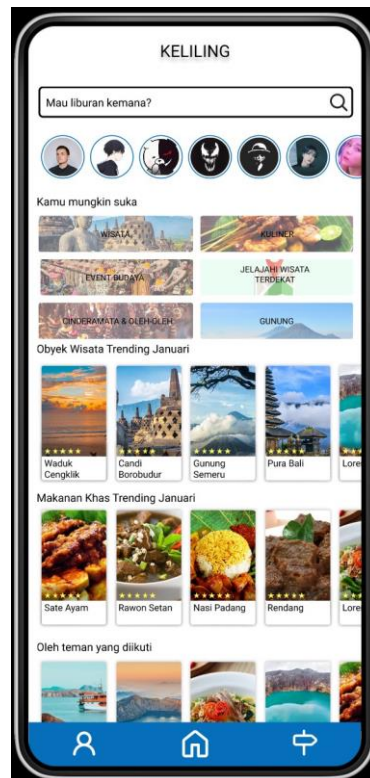 KELILING
Mau liburan kemana?
Kamu mungkin suka
WISATA
KULINER
EVENT BUDAYA
JELAJAHI WISATA
TERDEKAT
CINDERAMATA & OLEH-OLEH
GUNUNG
Obyek Wisata Trending Januari
Waduk
Cengklik
Candi
Borobudur
Gunung
Semeru
Pura Bali
Lore
Makanan Khas Trending Januari
Sate Ayam
Rawon Setan
Nasi Padang
Rendang
Lore
Oleh teman yang diikuti